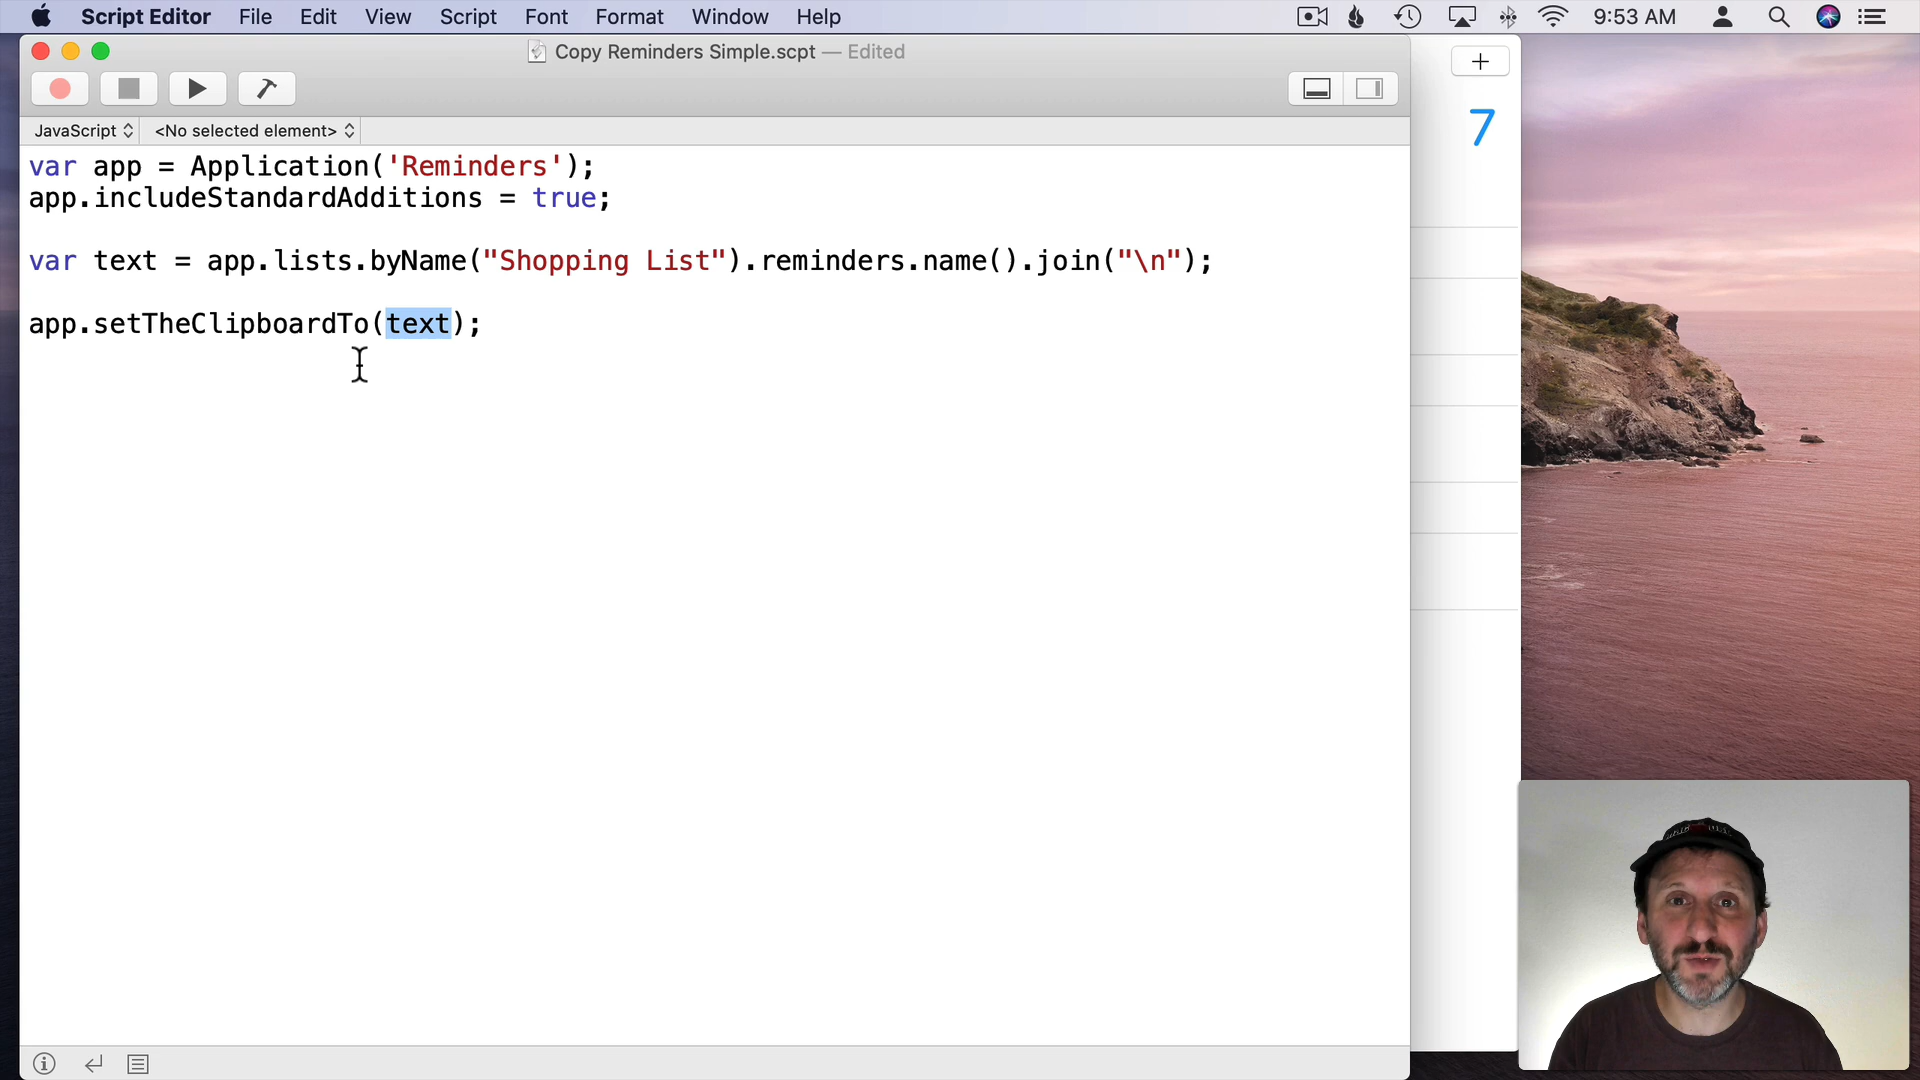 Script Editor File Edit View Script Font Format Window Help 9:53 AM
Copy Reminders Simple.scpt — Edited
7
JavaScript <No selected element>
var app = Application('Reminders');
app.includeStandardAdditions = true;
var text = app.lists.byName("Shopping List").reminders.name().join("\n");
app.setTheClipboardTo(text);